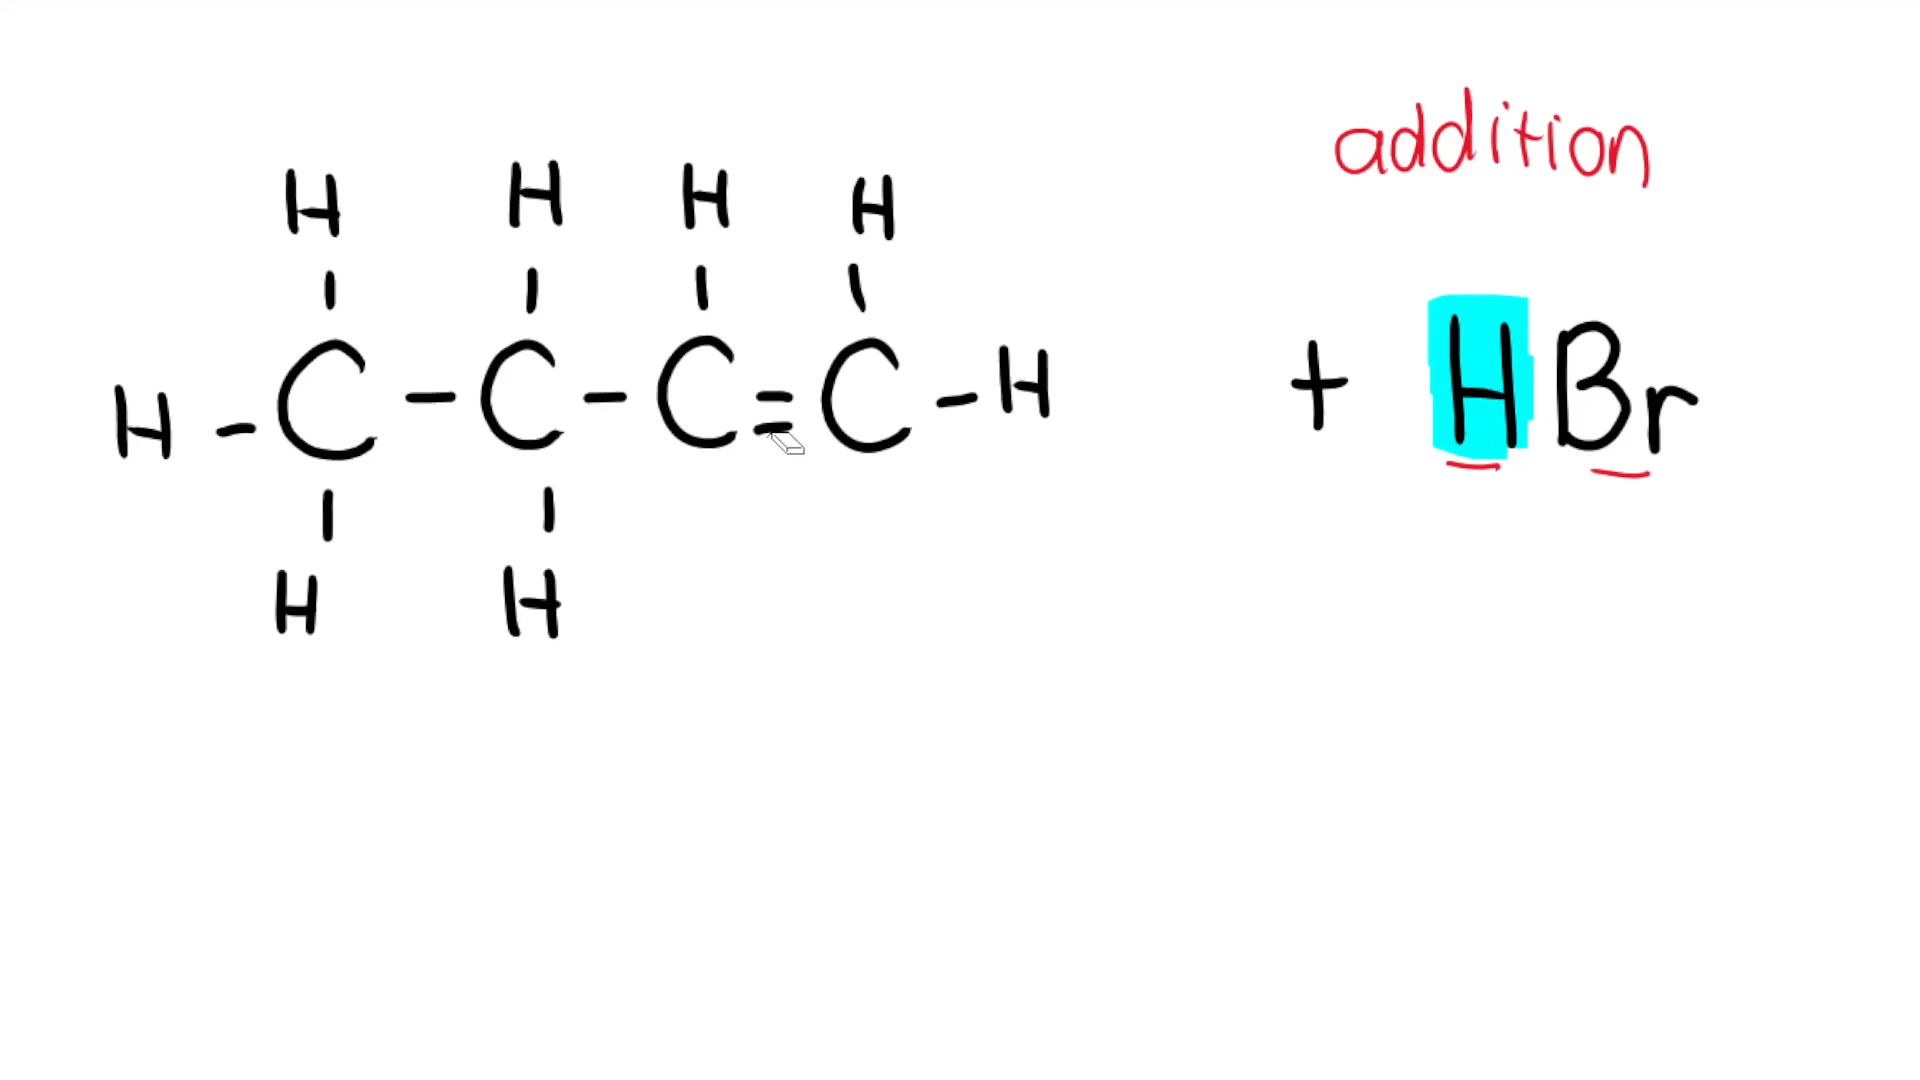 addition
H H H H
H - C - C - C = C - H + HBr
H H